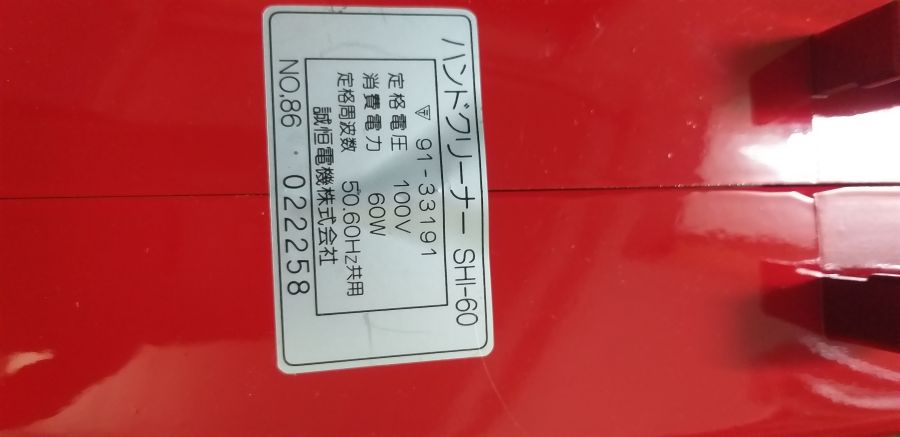 ハンドクリーナー SHI-60
91-33191
定格電圧 100V
消費電力 60W
定格周波数 50.60Hz共用
誠恒電機株式会社
NO.86 · 022258